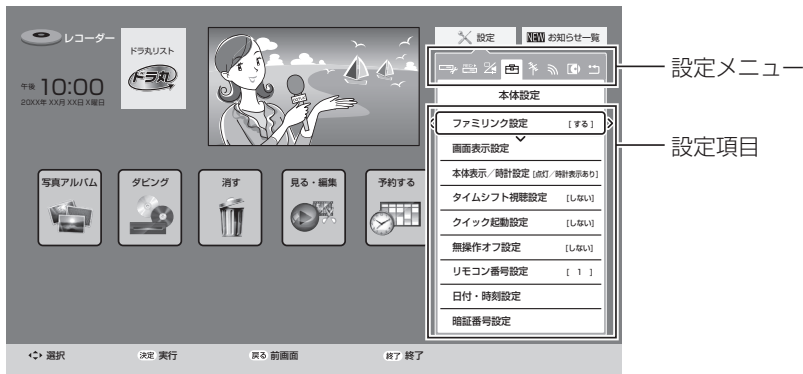 レコーダー
ドラ丸リスト
ドラ丸
午後 10:00
20XX年 XX月 XX日 X曜日
設定
NEW お知らせ一覧
本体設定
ファミリンク設定 [する]
画面表示設定
本体表示/時計設定 [点灯/時計表示あり]
タイムシフト視聴設定 [しない]
クイック起動設定 [しない]
無操作オフ設定 [しない]
リモコン番号設定 [ 1 ]
日付・時刻設定
暗証番号設定
設定メニュー
設定項目
写真アルバム
ダビング
消す
見る・編集
予約する
選択
決定 実行
戻る 前画面
終了 終了